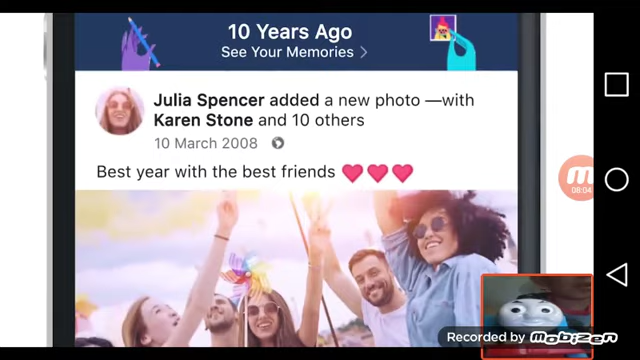 10 Years Ago
See Your Memories >
Julia Spencer added a new photo —with
Karen Stone and 10 others
10 March 2008
Best year with the best friends ❤❤❤
08:04
Recorded by Mobizen